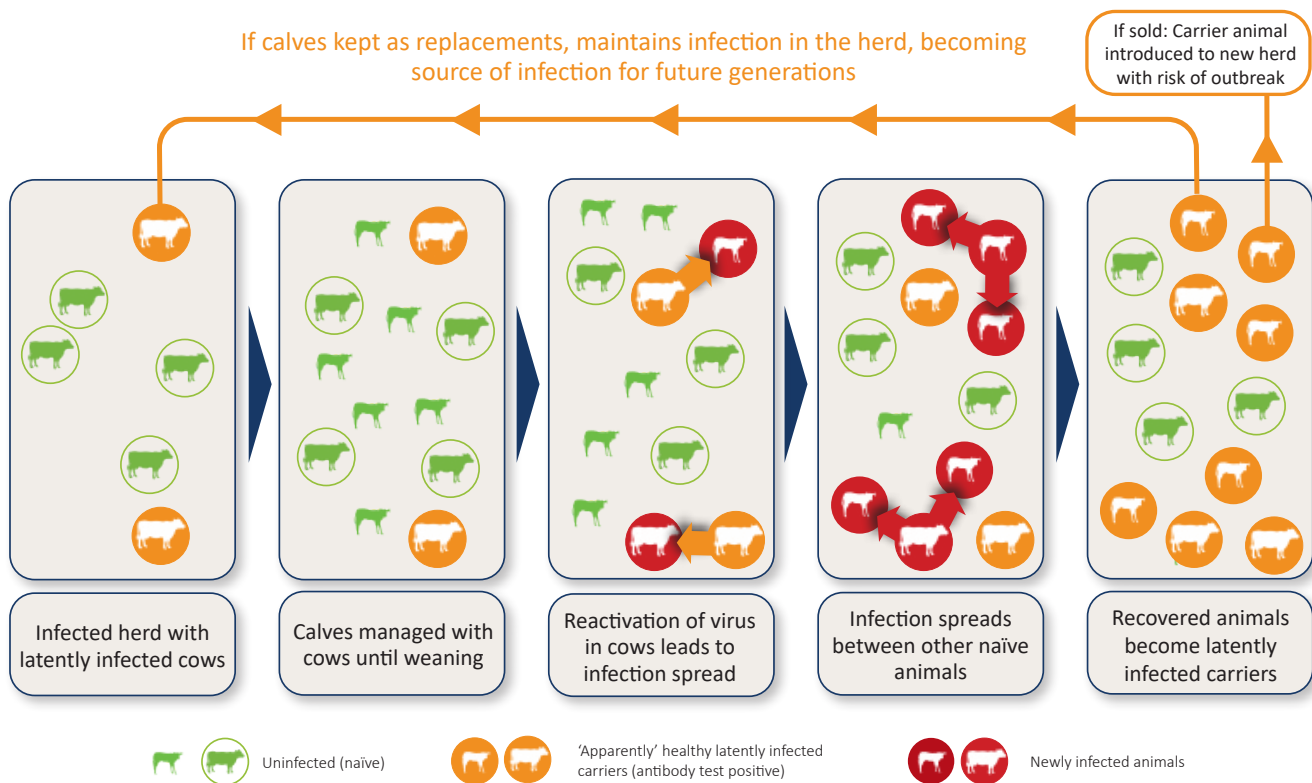 If calves kept as replacements, maintains infection in the herd, becoming
source of infection for future generations
If sold: Carrier animal
introduced to new herd
with risk of outbreak
Infected herd with
latently infected cows
Calves managed with
cows until weaning
Reactivation of virus
in cows leads to
infection spread
Infection spreads
between other naïve
animals
Recovered animals
become latently
infected carriers
Uninfected (naïve)
‘Apparently’ healthy latently infected
carriers (antibody test positive)
Newly infected animals